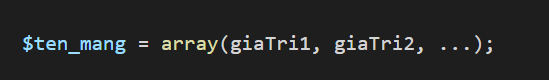 $ten_mang = array(giaTri1, giaTri2, ...);